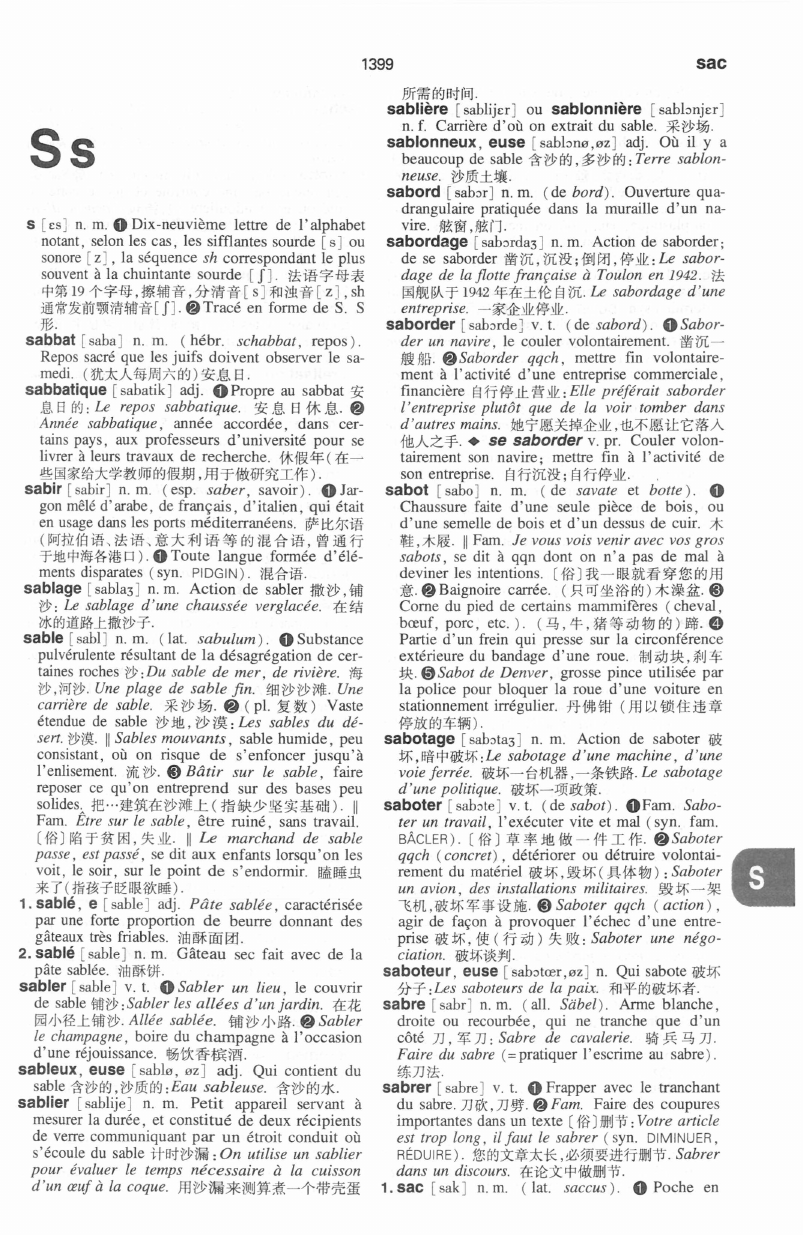 1399
sac
S s
s [ɛs] n. m. ❶ Dix-neuvième lettre de l'alphabet
notant, selon les cas, les sifflantes sourde [s] ou
sonore [z], la séquence sh correspondant le plus
souvent à la chuintante sourde [ʃ]. 法语字母表
中第 19 个字母,擦辅音,分清音[s]和浊音[z], sh
通常发前颚清辅音[ʃ]. ❷ Tracé en forme de S. S
形.
sabbat [saba] n. m. (hébr. schabbat, repos).
Repos sacré que les juifs doivent observer le sa-
medi. (犹太人每周六的)安息日.
sabbatique [sabatik] adj. ❶ Propre au sabbat 安
息日的: Le repos sabbatique. 安息日休息. ❷
Année sabbatique, année accordée, dans cer-
tains pays, aux professeurs d'université pour se
livrer à leurs travaux de recherche. 休假年(在一
些国家给大学教师的假期,用于做研究工作).
sabir [sabir] n. m. (esp. saber, savoir). ❶ Jar-
gon mêlé d'arabe, de français, d'italien, qui était
en usage dans les ports méditerranéens. 萨比尔语
(阿拉伯语、法语、意大利语等的混合语,曾通行
于地中海各港口). ❶ Toute langue formée d'élé-
ments disparates (syn. PIDGIN). 混合语.
sablage [sablaʒ] n. m. Action de sabler 撒沙,铺
沙: Le sablage d'une chaussée verglacée. 在结
冰的道路上撒沙子.
sable [sabl] n. m. (lat. sabulum). ❶ Substance
pulvérulente résultant de la désagrégation de cer-
taines roches 沙: Du sable de mer, de rivière. 海
沙,河沙. Une plage de sable fin. 细沙沙滩. Une
carrière de sable. 采沙场. ❷ (pl. 复数) Vaste
étendue de sable 沙地,沙漠: Les sables du dé-
sert. 沙漠. ‖ Sables mouvants, sable humide, peu
consistant, où on risque de s'enfoncer jusqu'à
l'enlisement. 流沙. ❸ Bâtir sur le sable, faire
reposer ce qu'on entreprend sur des bases peu
solides. 把…建筑在沙滩上(指缺少坚实基础). ‖
Fam. Être sur le sable, être ruiné, sans travail.
〔俗〕陷于贫困,失业. ‖ Le marchand de sable
passe, est passé, se dit aux enfants lorsqu'on les
voit, le soir, sur le point de s'endormir. 瞌睡虫
来了(指孩子眨眼欲睡).
1. sablé, e [sable] adj. Pâte sablée, caractérisée
par une forte proportion de beurre donnant des
gâteaux très friables. 油酥面团.
2. sablé [sable] n. m. Gâteau sec fait avec de la
pâte sablée. 油酥饼.
sabler [sable] v. t. ❶ Sabler un lieu, le couvrir
de sable 铺沙: Sabler les allées d'un jardin. 在花
园小径上铺沙. Allée sablée. 铺沙小路. ❷ Sabler
le champagne, boire du champagne à l'occasion
d'une réjouissance. 畅饮香槟酒.
sableux, euse [sablø, øz] adj. Qui contient du
sable 含沙的,沙质的: Eau sableuse. 含沙的水.
sablier [sablije] n. m. Petit appareil servant à
mesurer la durée, et constitué de deux récipients
de verre communiquant par un étroit conduit où
s'écoule du sable 计时沙漏: On utilise un sablier
pour évaluer le temps nécessaire à la cuisson
d'un œuf à la coque. 用沙漏来测算煮一个带壳蛋
所需的时间.
sablière [sablijɛr] ou sablonnière [sablɔnjɛr]
n. f. Carrière d'où on extrait du sable. 采沙场.
sablonneux, euse [sablɔnø,øz] adj. Où il y a
beaucoup de sable 含沙的,多沙的: Terre sablon-
neuse. 沙质土壤.
sabord [sabɔr] n. m. (de bord). Ouverture qua-
drangulaire pratiquée dans la muraille d'un na-
vire. 舷窗,舷门.
sabordage [sabɔrdaʒ] n. m. Action de saborder;
de se saborder 凿沉,沉没;倒闭,停业: Le sabor-
dage de la flotte française à Toulon en 1942. 法
国舰队于 1942 年在土伦自沉. Le sabordage d'une
entreprise. 一家企业停业.
saborder [sabɔrde] v. t. (de sabord). ❶ Sabor-
der un navire, le couler volontairement. 凿沉一
艘船. ❷ Saborder qqch, mettre fin volontaire-
ment à l'activité d'une entreprise commerciale,
financière 自行停止营业: Elle préférait saborder
l'entreprise plutôt que de la voir tomber dans
d'autres mains. 她宁愿关掉企业,也不愿让它落入
他人之手. ◆ se saborder v. pr. Couler volon-
tairement son navire; mettre fin à l'activité de
son entreprise. 自行沉没;自行停业.
sabot [sabo] n. m. (de savate et botte). ❶
Chaussure faite d'une seule pièce de bois, ou
d'une semelle de bois et d'un dessus de cuir. 木
鞋,木屐. ‖ Fam. Je vous vois venir avec vos gros
sabots, se dit à qqn dont on n'a pas de mal à
deviner les intentions. 〔俗〕我一眼就看穿您的用
意. ❷ Baignoire carrée. (只可坐浴的)木澡盆. ❸
Corne du pied de certains mammifères (cheval,
bœuf, porc, etc.). (马,牛,猪等动物的)蹄. ❹
Partie d'un frein qui presse sur la circonférence
extérieure du bandage d'une roue. 制动块,刹车
块. ❺ Sabot de Denver, grosse pince utilisée par
la police pour bloquer la roue d'une voiture en
stationnement irrégulier. 丹佛钳 (用以锁住违章
停放的车辆).
sabotage [sabɔtaʒ] n. m. Action de saboter 破
坏,暗中破坏: Le sabotage d'une machine, d'une
voie ferrée. 破坏一台机器,一条铁路. Le sabotage
d'une politique. 破坏一项政策.
saboter [sabɔte] v. t. (de sabot). ❶ Fam. Sabo-
ter un travail, l'exécuter vite et mal (syn. fam.
BÂCLER). 〔俗〕草率地做一件工作. ❷ Saboter
qqch (concret), détériorer ou détruire volontai-
rement du matériel 破坏,毁坏(具体物): Saboter
un avion, des installations militaires. 毁坏一架
飞机,破坏军事设施. ❸ Saboter qqch (action),
agir de façon à provoquer l'échec d'une entre-
prise 破坏,使(行动)失败: Saboter une négo-
ciation. 破坏谈判.
saboteur, euse [sabɔtœr,øz] n. Qui sabote 破坏
分子: Les saboteurs de la paix. 和平的破坏者.
sabre [sabr] n. m. (all. Säbel). Arme blanche,
droite ou recourbée, qui ne tranche que d'un
côté 刀,军刀: Sabre de cavalerie. 骑兵马刀.
Faire du sabre (=pratiquer l'escrime au sabre).
练刀法.
sabrer [sabre] v. t. ❶ Frapper avec le tranchant
du sabre. 刀砍,刀劈. ❷ Fam. Faire des coupures
importantes dans un texte〔俗〕删节: Votre article
est trop long, il faut le sabrer (syn. DIMINUER,
RÉDUIRE). 您的文章太长,必须要进行删节. Sabrer
dans un discours. 在论文中做删节.
1. sac [sak] n. m. (lat. saccus). ❶ Poche en
S